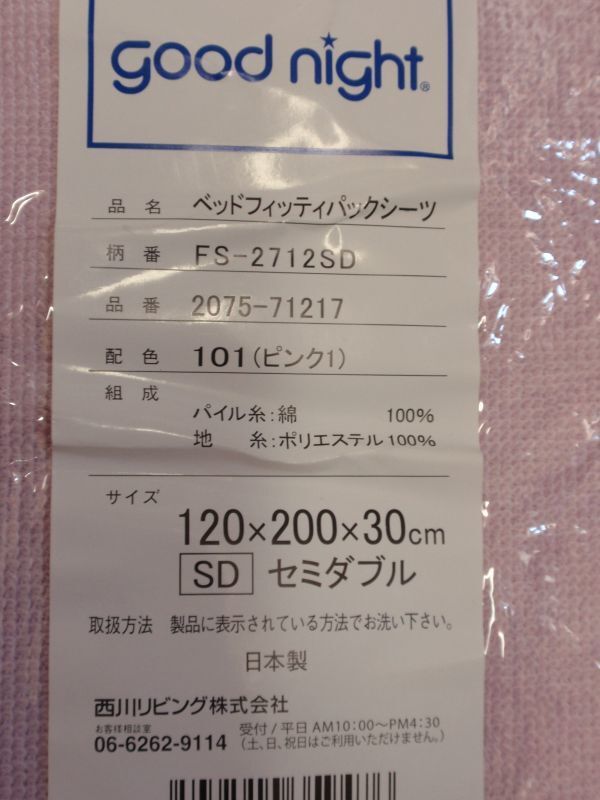 good night®
品名 ベッドフィッティパックシーツ
柄番 FS-2712SD
品番 2075-71217
配色 101(ピンク1)
組成
パイル糸:綿 100%
地 糸:ポリエステル 100%
サイズ
120×200×30cm
SD セミダブル
取扱方法 製品に表示されている方法でお洗い下さい。
日本製
西川リビング株式会社
お客様相談室 受付/平日 AM10:00〜PM4:30
06-6262-9114 (土、日、祝日はご利用いただけません。)